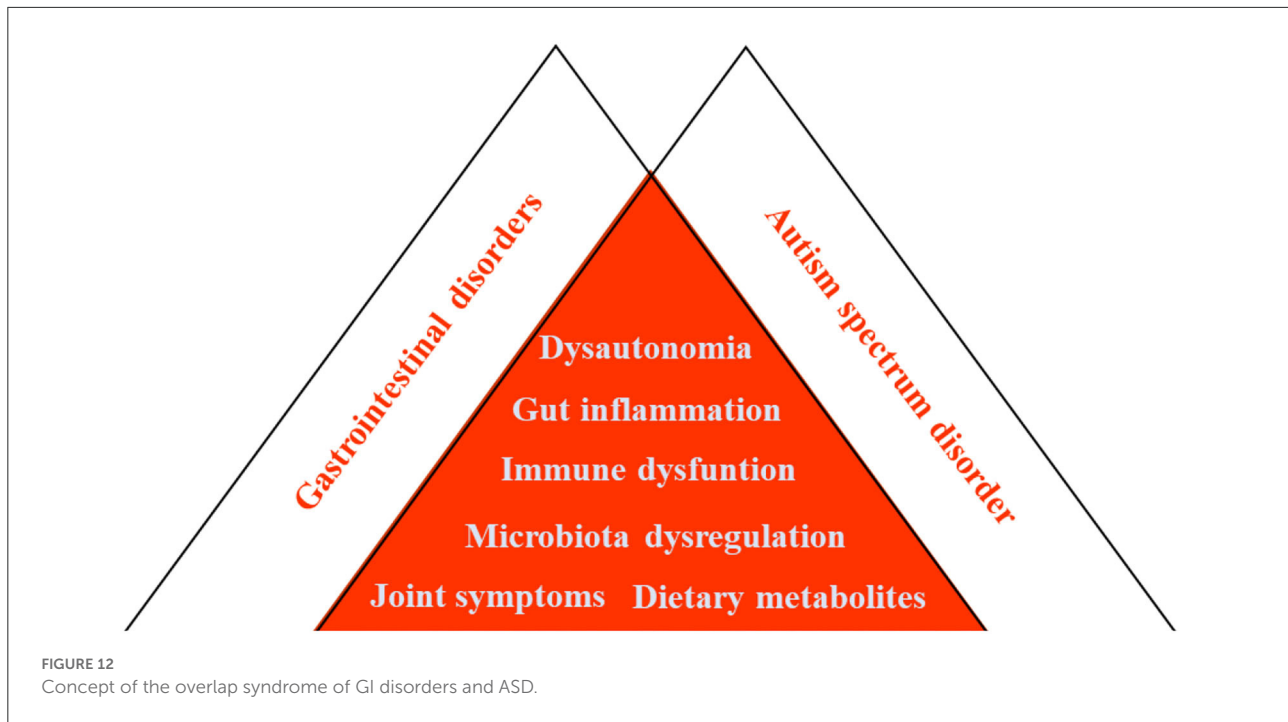 Gastrointestinal disorders
Autism spectrum disorder
Dysautonomia
Gut inflammation
Immune dysfuntion
Microbiota dysregulation
Joint symptoms Dietary metabolites
FIGURE 12
Concept of the overlap syndrome of GI disorders and ASD.